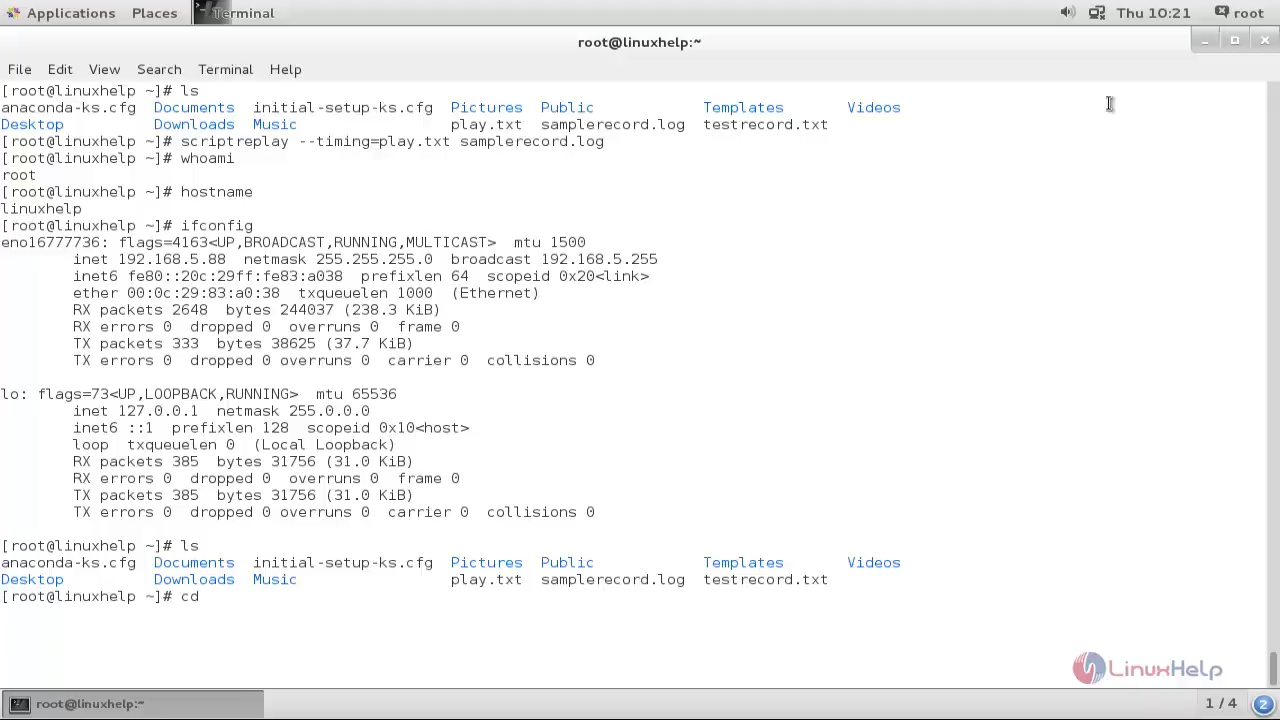 Applications Places Terminal Thu 10:21 root
root@linuxhelp:~
File Edit View Search Terminal Help
[root@linuxhelp ~]# ls
anaconda-ks.cfg Documents initial-setup-ks.cfg Pictures Public Templates Videos
Desktop Downloads Music play.txt samplerecord.log testrecord.txt
[root@linuxhelp ~]# scriptreplay --timing=play.txt samplerecord.log
[root@linuxhelp ~]# whoami
root
[root@linuxhelp ~]# hostname
linuxhelp
[root@linuxhelp ~]# ifconfig
eno16777736: flags=4163<UP,BROADCAST,RUNNING,MULTICAST> mtu 1500
inet 192.168.5.88 netmask 255.255.255.0 broadcast 192.168.5.255
inet6 fe80::20c:29ff:fe83:a038 prefixlen 64 scopeid 0x20<link>
ether 00:0c:29:83:a0:38 txqueuelen 1000 (Ethernet)
RX packets 2648 bytes 244037 (238.3 KiB)
RX errors 0 dropped 0 overruns 0 frame 0
TX packets 333 bytes 38625 (37.7 KiB)
TX errors 0 dropped 0 overruns 0 carrier 0 collisions 0
lo: flags=73<UP,LOOPBACK,RUNNING> mtu 65536
inet 127.0.0.1 netmask 255.0.0.0
inet6 ::1 prefixlen 128 scopeid 0x10<host>
loop txqueuelen 0 (Local Loopback)
RX packets 385 bytes 31756 (31.0 KiB)
RX errors 0 dropped 0 overruns 0 frame 0
TX packets 385 bytes 31756 (31.0 KiB)
TX errors 0 dropped 0 overruns 0 carrier 0 collisions 0
[root@linuxhelp ~]# ls
anaconda-ks.cfg Documents initial-setup-ks.cfg Pictures Public Templates Videos
Desktop Downloads Music play.txt samplerecord.log testrecord.txt
[root@linuxhelp ~]# cd
LinuxHelp
root@linuxhelp:~ 1 / 4 2